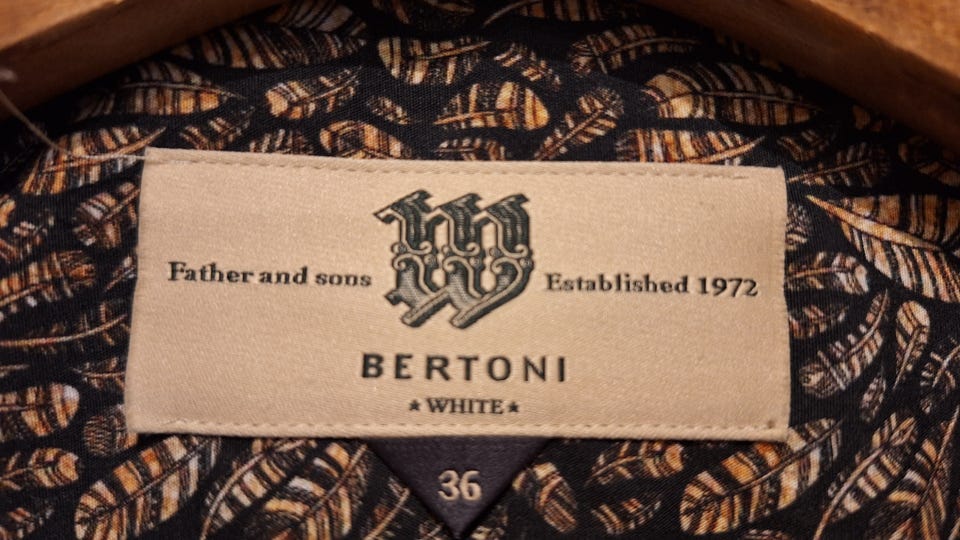 Father and sons W Established 1972
BERTONI
★ WHITE ★
36